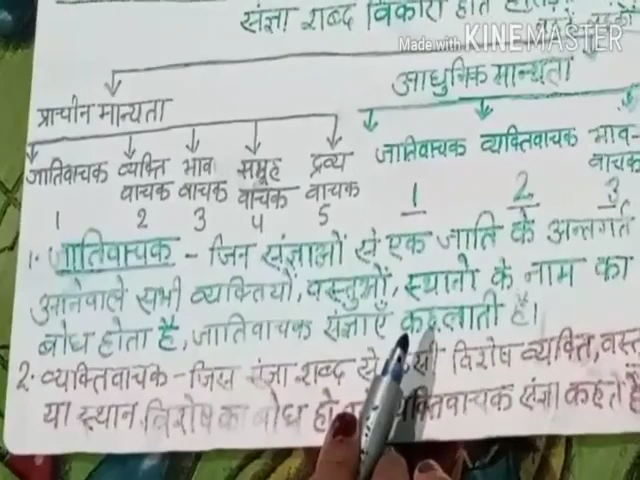 संज्ञा शब्द विकारी होते
Made with KINEMASTER
आधुनिक मान्यता
प्राचीन मान्यता
जातिवाचक व्यक्ति वाचक भाव वाचक समूह वाचक द्रव्य वाचक
जातिवाचक व्यक्तिवाचक भाव-वाचक
1 2 3 4 5
1 2 3
1. जातिवाचक - जिन संज्ञाओं से एक जाति के अन्तर्गत
आनेवाले सभी व्यक्तियों, वस्तुओं, स्थानों के नाम का
बोध होता है, जातिवाचक संज्ञाएँ कहलाती है।
2. व्यक्तिवाचक - जिस संज्ञा शब्द से विशेष व्यक्ति,
या स्थान विशेष का बोध हो व्यक्तिवाचक संज्ञा कहते